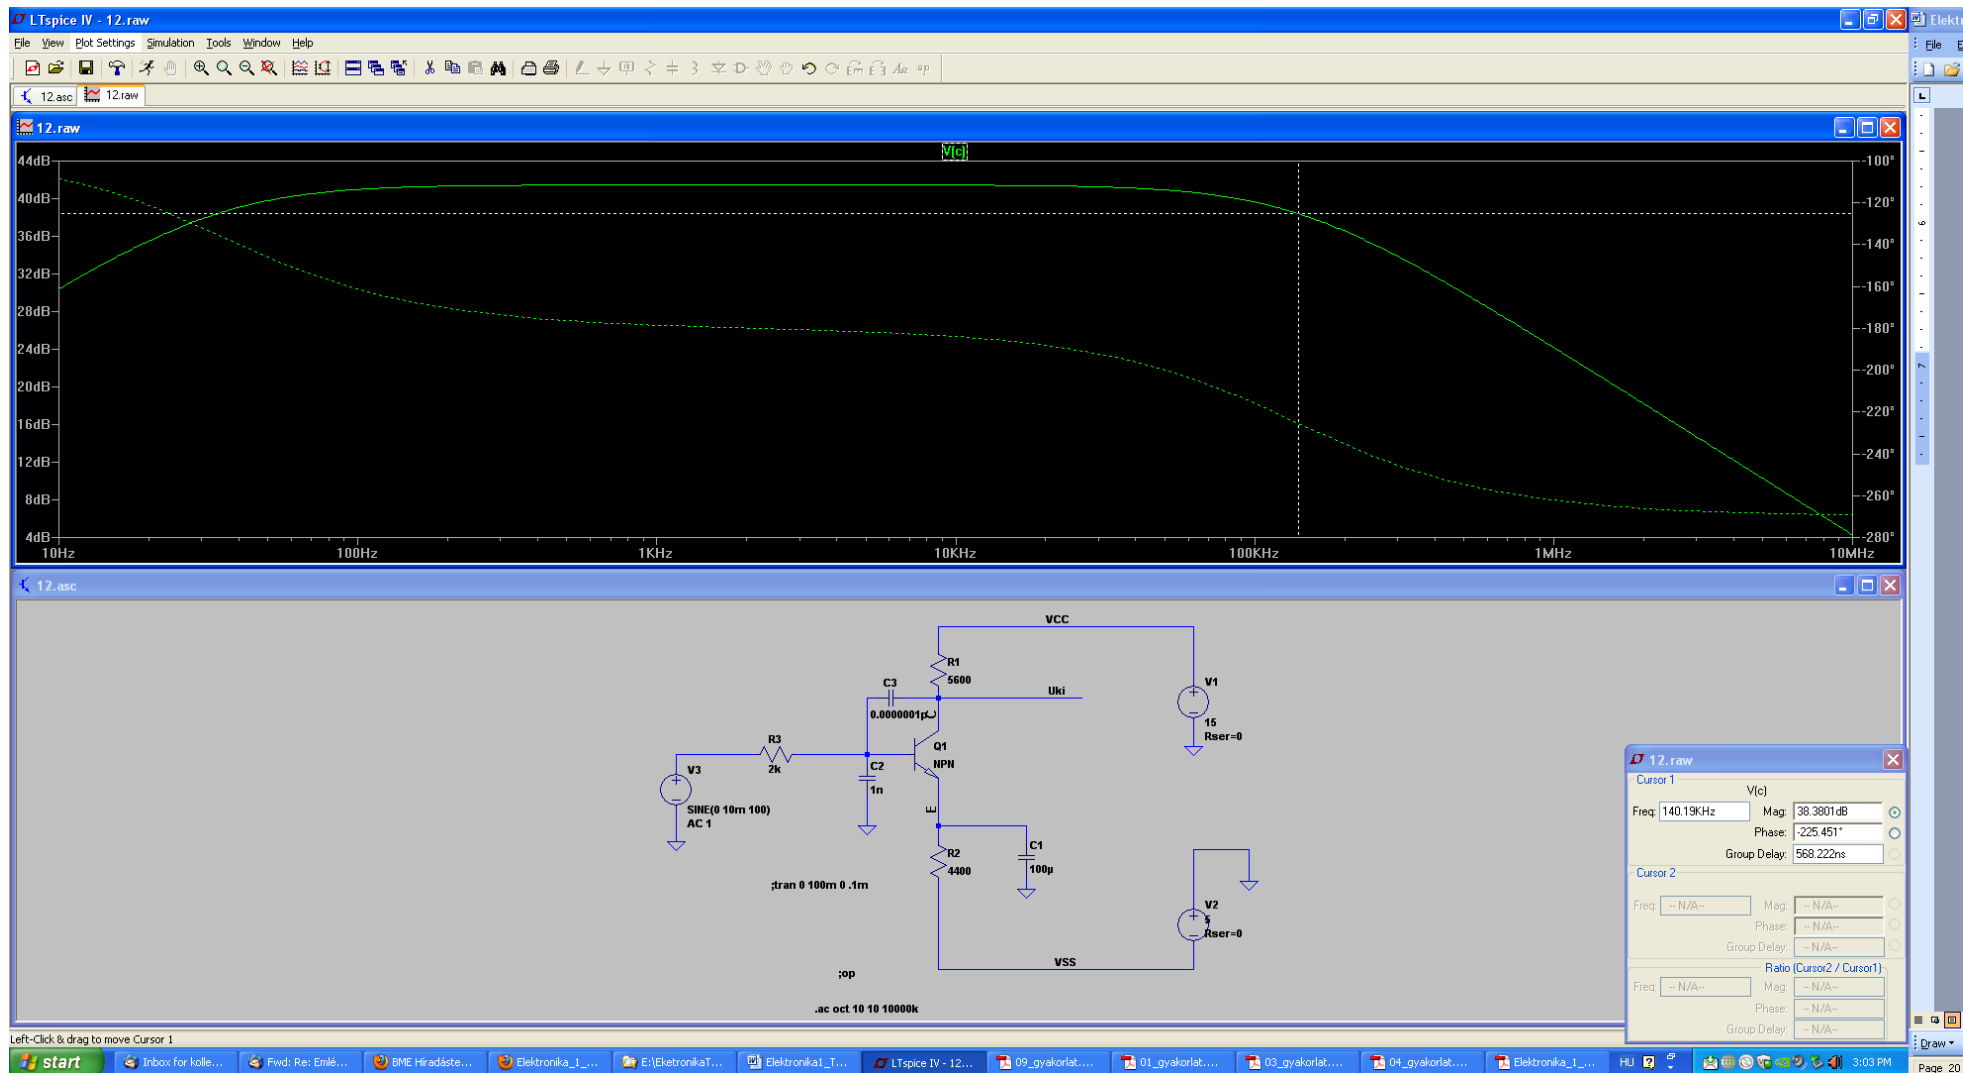 LTspice IV - 12.raw
Elektr
File View Plot Settings Simulation Tools Window Help
File E
12.asc 12.raw
12.raw
V(c)
44dB
40dB
36dB
32dB
28dB
24dB
20dB
16dB
12dB
8dB
4dB
-100°
-120°
-140°
-160°
-180°
-200°
-220°
-240°
-260°
-280°
10Hz 100Hz 1KHz 10KHz 100KHz 1MHz 10MHz
12.asc
VCC
R1
5600
C3
0.0000001p
C
Uki
V1
15
Rser=0
R3
2k
Q1
NPN
C2
1n
V3
SINE(0 10m 100)
AC 1
E
R2
4400
C1
100µ
;tran 0 100m 0 .1m
V2
5
Rser=0
VSS
;op
.ac oct 10 10 10000k
12.raw
Cursor 1
V(c)
Freq: 140.19KHz Mag: 38.3801dB
Phase: -225.451°
Group Delay: 568.222ns
Cursor 2
Freq: -- N/A-- Mag: -- N/A--
Phase: -- N/A--
Group Delay: -- N/A--
Ratio (Cursor2 / Cursor1)
Freq: -- N/A-- Mag: -- N/A--
Phase: -- N/A--
Group Delay: -- N/A--
Left-Click & drag to move Cursor 1
Draw
start Inbox for kolle... Fwd: Re: Emlé... BME Híradáste... Elektronika_1_... E:\EketronikaT... Elektronika1_T... LTspice IV - 12... 09_gyakorlat.... 01_gyakorlat.... 03_gyakorlat.... 04_gyakorlat.... Elektronika_1_... HU 3:03 PM
Page 20